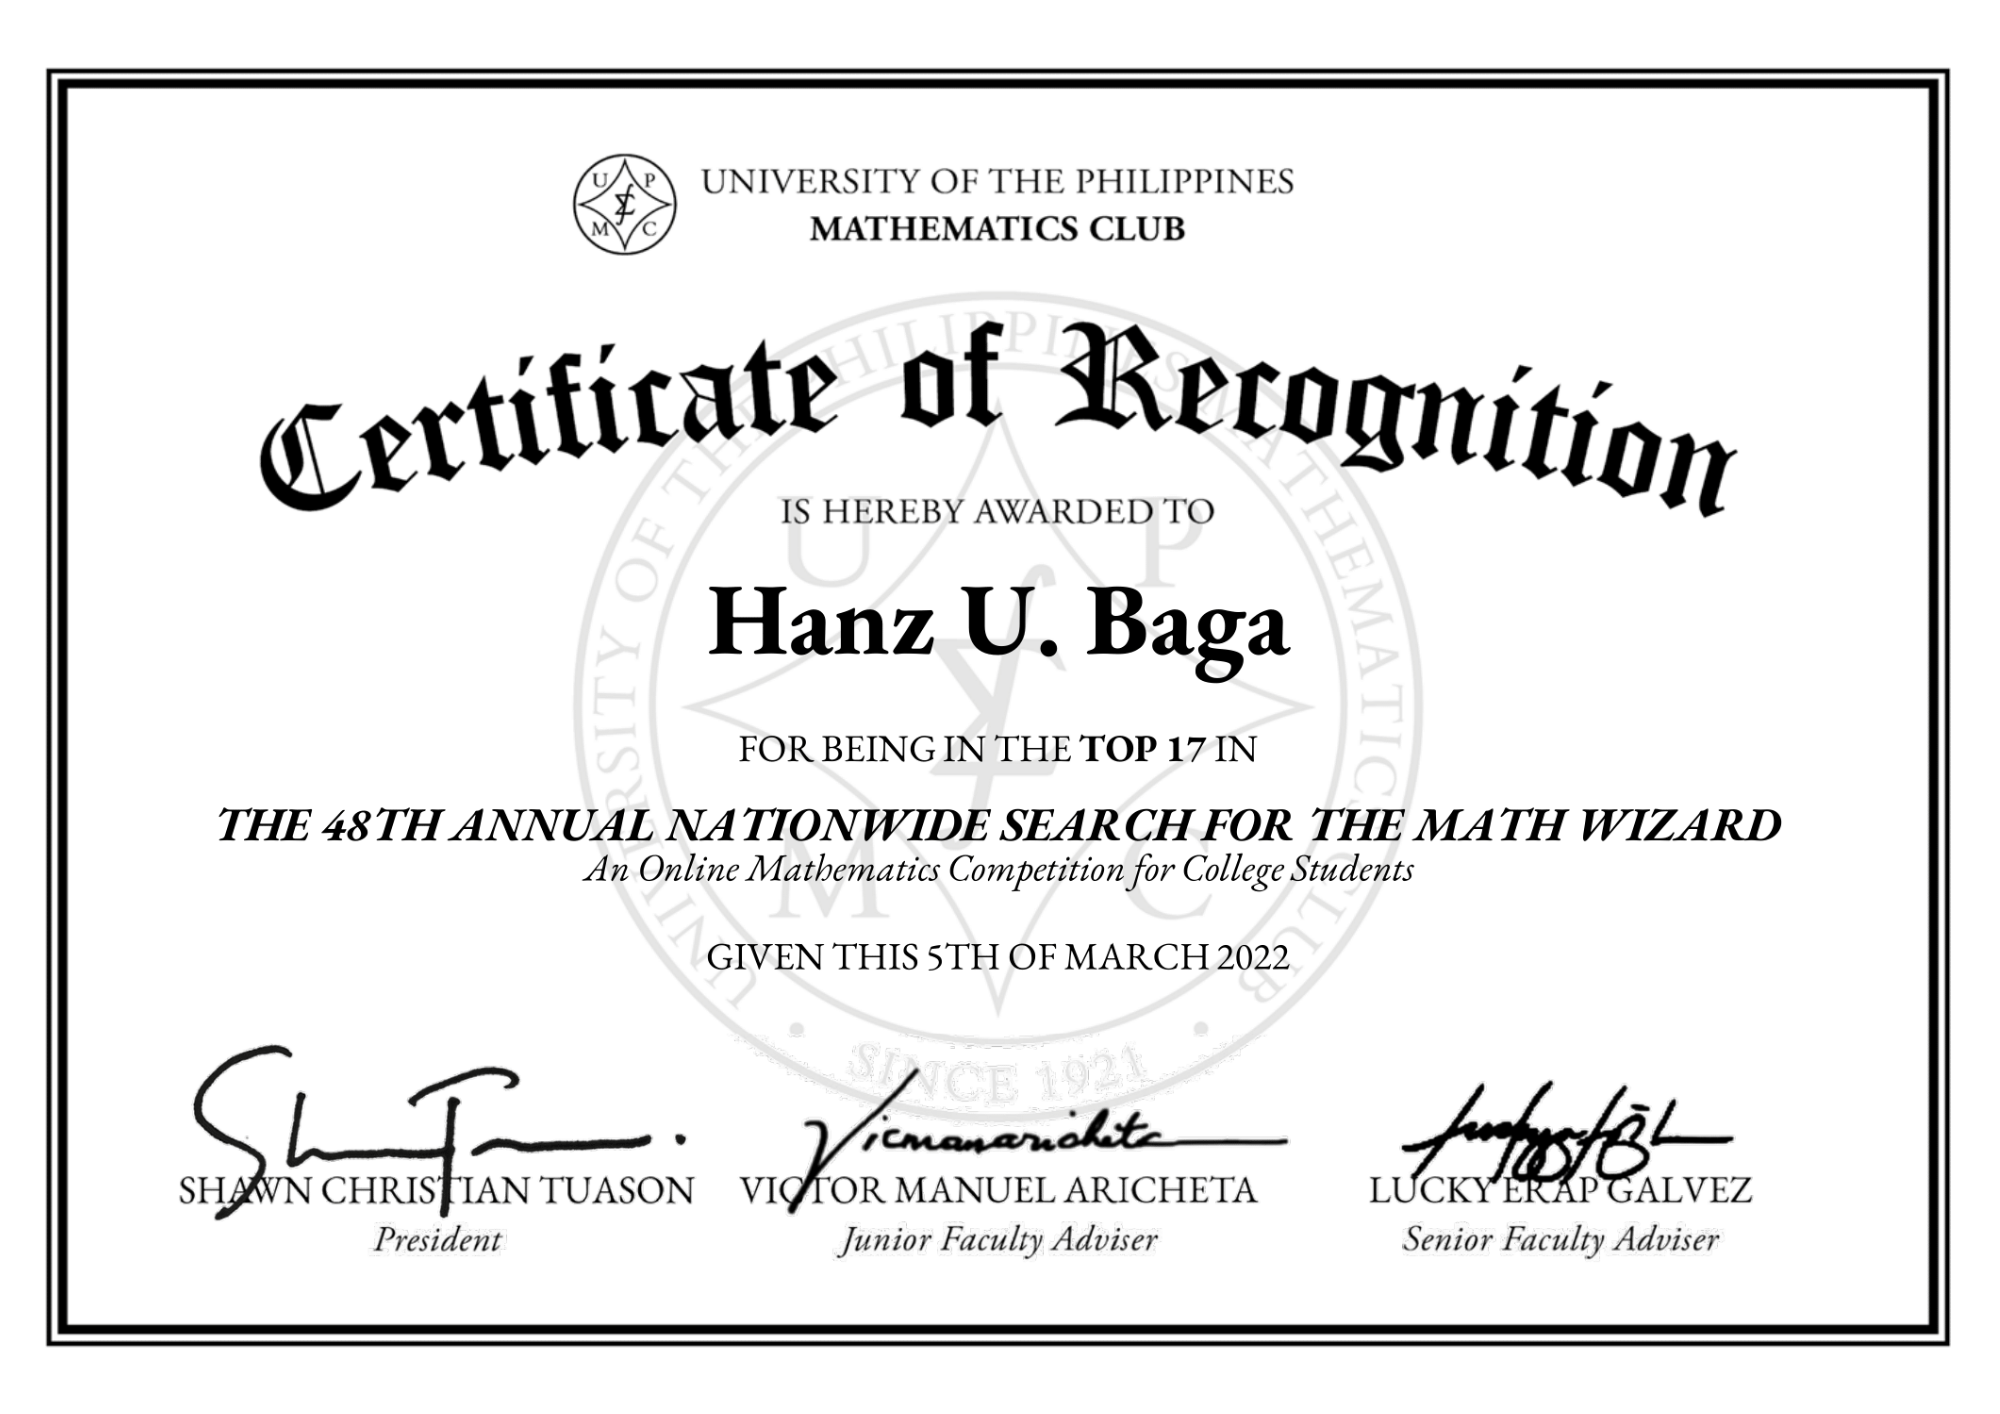 U P
M C
UNIVERSITY OF THE PHILIPPINES
MATHEMATICS CLUB
Certificate of Recognition
IS HEREBY AWARDED TO
Hanz U. Baga
FOR BEING IN THE TOP 17 IN
THE 48TH ANNUAL NATIONWIDE SEARCH FOR THE MATH WIZARD
An Online Mathematics Competition for College Students
GIVEN THIS 5TH OF MARCH 2022
UNIVERSITY OF THE PHILIPPINES MATHEMATICS CLUB
U P
M C
• SINCE 1921 •
SHAWN CHRISTIAN TUASON
President
VICTOR MANUEL ARICHETA
Junior Faculty Adviser
LUCKY ERAP GALVEZ
Senior Faculty Adviser